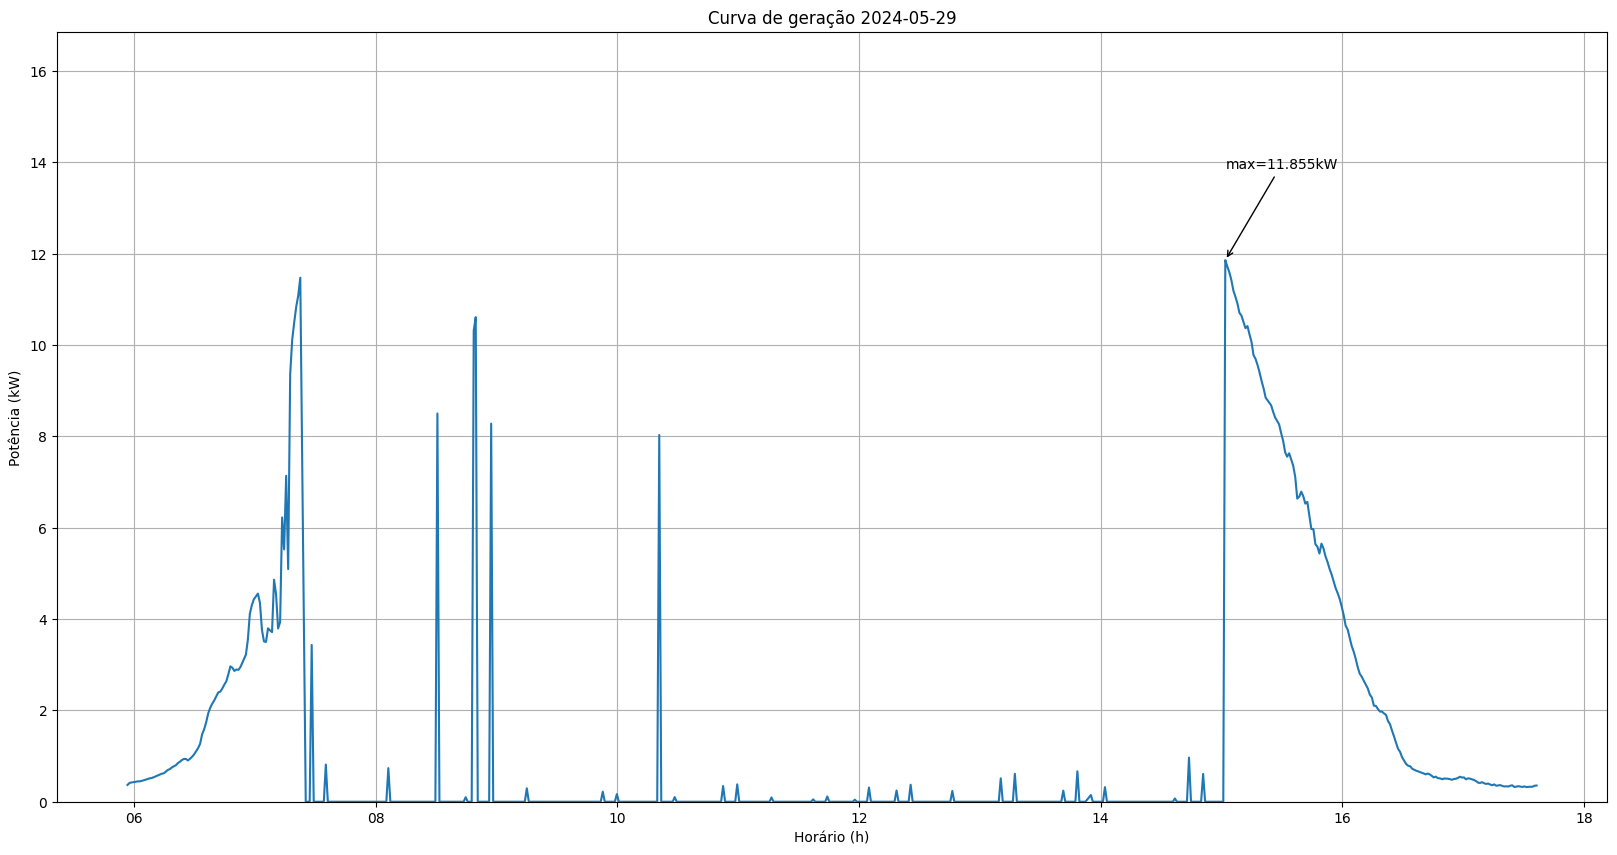 Curva de geração 2024-05-29
16
14
12
10
8
6
4
2
0
Potência (kW)
max=11.855kW
06 08 10 12 14 16 18
Horário (h)